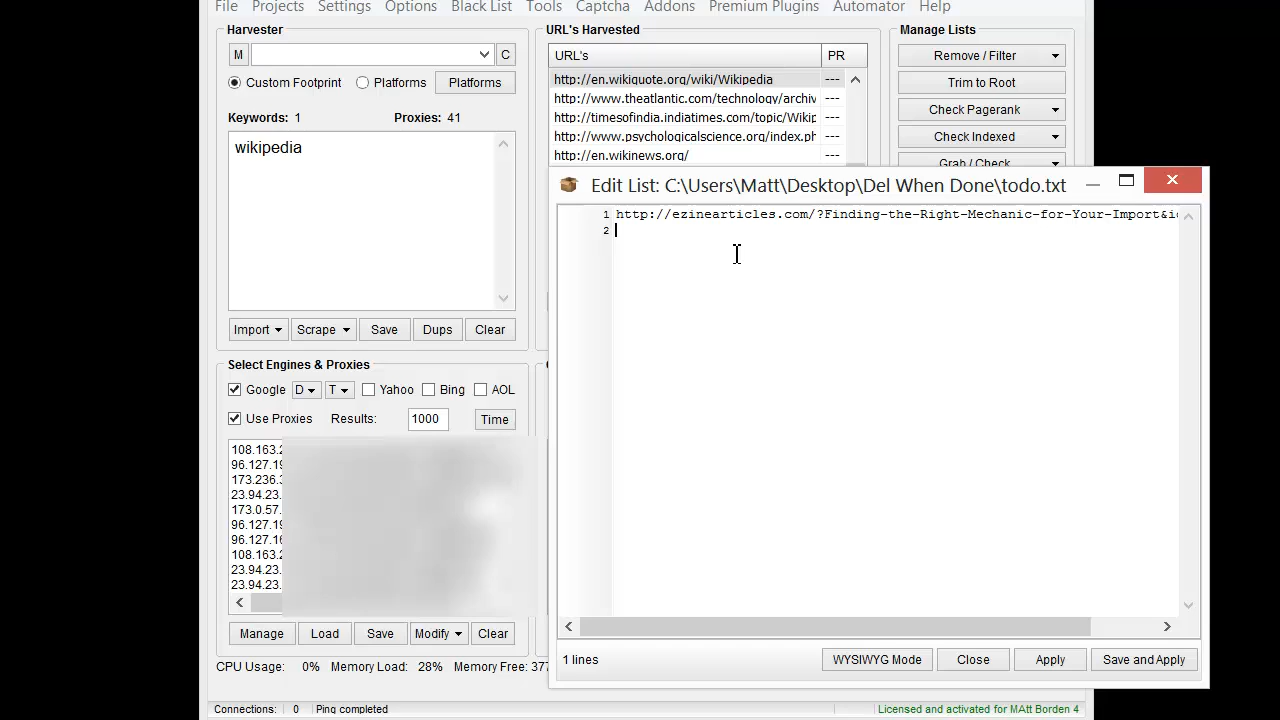 File Projects Settings Options Black List Tools Captcha Addons Premium Plugins Automator Help
Harvester
M C
Custom Footprint Platforms Platforms
Keywords: 1 Proxies: 41
wikipedia
Import Scrape Save Dups Clear
URL's Harvested
URL's PR
http://en.wikiquote.org/wiki/Wikipedia ---
http://www.theatlantic.com/technology/archiv ---
http://timesofindia.indiatimes.com/topic/Wikip ---
http://www.psychologicalscience.org/index.ph ---
http://en.wikinews.org/ ---
Manage Lists
Remove / Filter
Trim to Root
Check Pagerank
Check Indexed
Grab / Check
Edit List: C:\Users\Matt\Desktop\Del When Done\todo.txt
1 http://ezinearticles.com/?Finding-the-Right-Mechanic-for-Your-Import&
2
1 lines
WYSIWYG Mode Close Apply Save and Apply
Select Engines & Proxies
Google D T Yahoo Bing AOL
Use Proxies Results: 1000 Time
108.163.2
96.127.19
173.236.3
23.94.23.
173.0.57.
96.127.19
96.127.16
108.163.2
23.94.23.
23.94.23.
Manage Load Save Modify Clear
CPU Usage: 0% Memory Load: 28% Memory Free: 377
Connections: 0 Ping completed
Licensed and activated for MAtt Borden 4